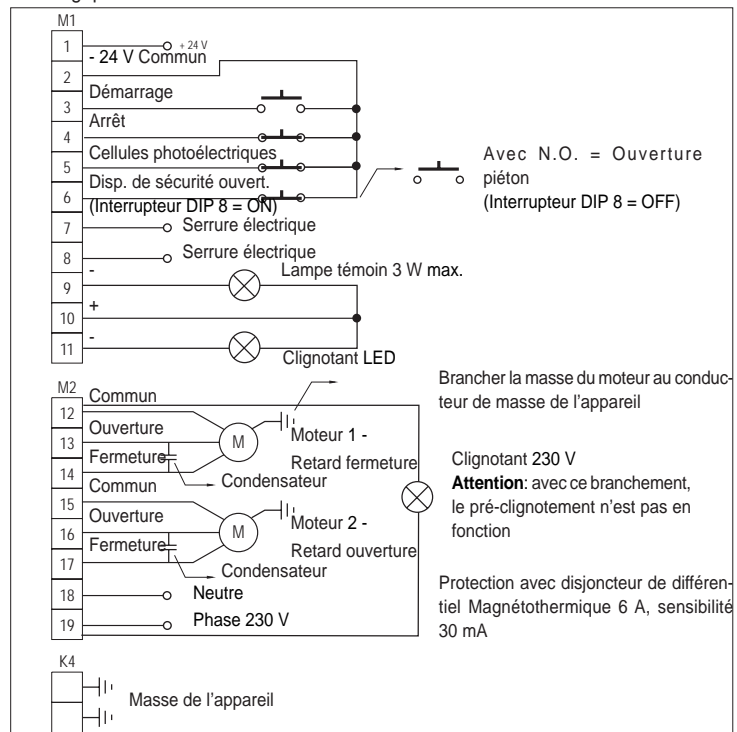 M1
1
+ 24 V
- 24 V Commun
2
Démarrage
3
Arrêt
4
Cellules photoélectriques
5
Disp. de sécurité ouvert.
6
(Interrupteur DIP 8 = ON)
Avec N.O. = Ouverture
piéton
(Interrupteur DIP 8 = OFF)
7
Serrure électrique
8
Serrure électrique
-
Lampe témoin 3 W max.
9
+
10
-
11
Clignotant LED
M2
Commun
12
Ouverture
13
M
Moteur 1 -
Fermeture
Retard fermeture
14
Condensateur
Commun
15
Ouverture
16
M
Moteur 2 -
Fermeture
Retard ouverture
17
Condensateur
18
Neutre
19
Phase 230 V
Brancher la masse du moteur au conduc-
teur de masse de l'appareil
Clignotant 230 V
Attention: avec ce branchement,
le pré-clignotement n'est pas en
fonction
Protection avec disjoncteur de différen-
tiel Magnétothermique 6 A, sensibilité
30 mA
K4
Masse de l'appareil